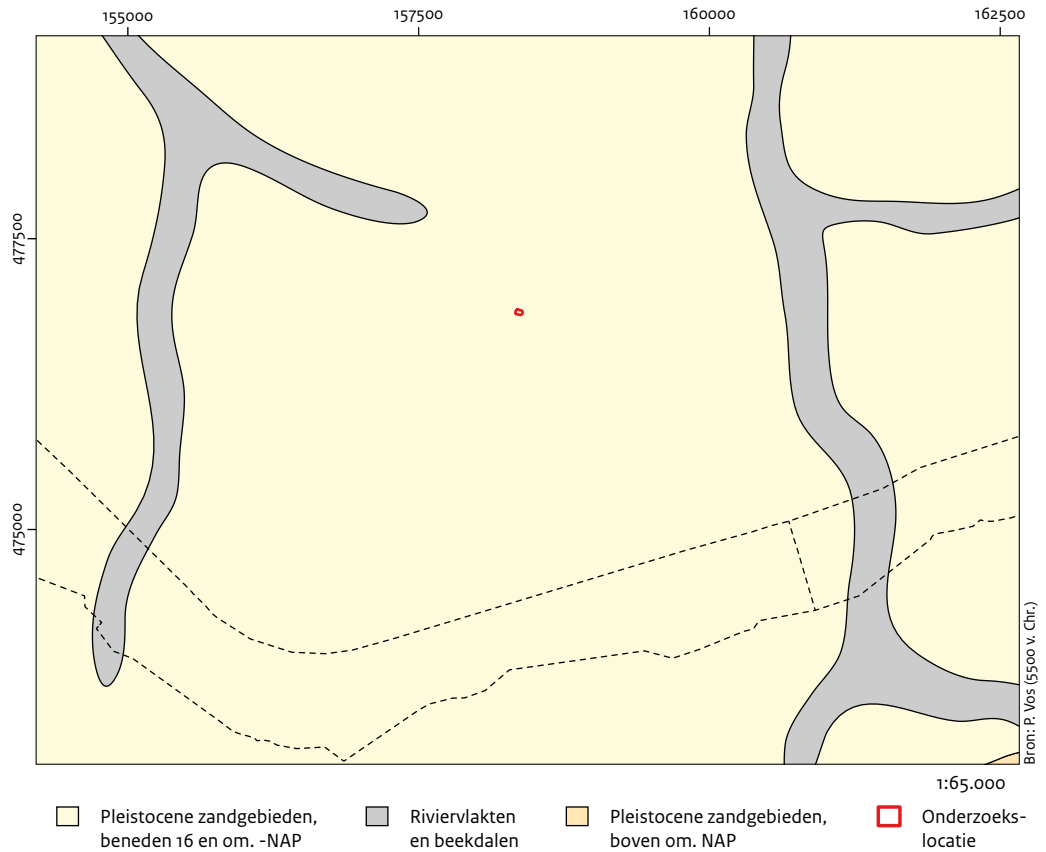 155000
157500
160000
162500
477500
475000
Bron: P. Vos (5500 v. Chr.)
1:65.000
Pleistocene zandgebieden,
beneden 16 en om. -NAP
Riviervlakten
en beekdalen
Pleistocene zandgebieden,
boven om. NAP
Onderzoeks-
locatie